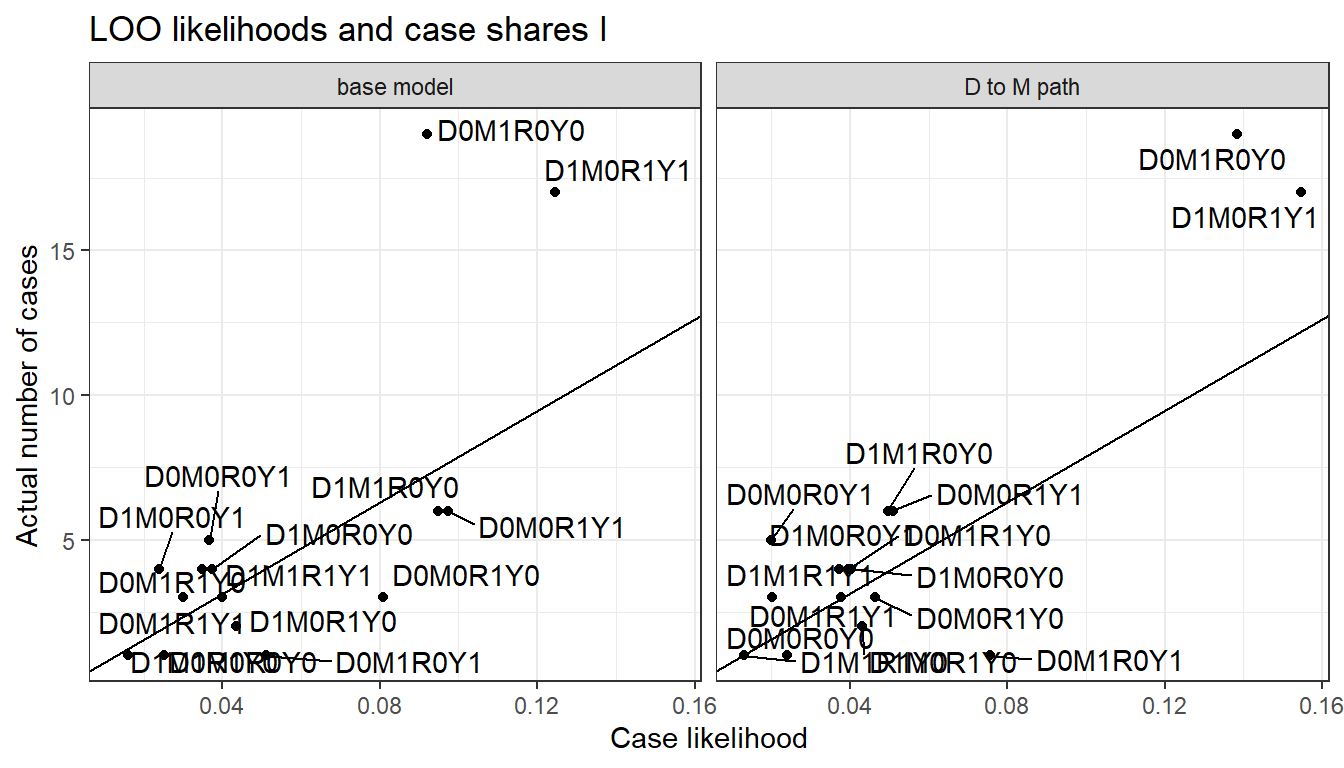 LOO likelihoods and case shares I
base model
D to M path
Actual number of cases
15
10
5
D0M1R0Y0
D1M0R1Y1
D0M0R0Y1
D1M1R0Y0
D1M0R0Y1
D0M0R1Y1
D1M0R0Y0
D0M1R1Y0
D1M1R1Y1
D0M0R1Y0
D0M1R1Y1
D1M0R1Y0
D0M1R0Y1
D0M1R0Y0
D1M0R1Y1
D1M1R0Y0
D0M0R0Y1
D0M0R1Y1
D1M0R0Y1
D0M1R1Y0
D1M1R1Y1
D1M0R0Y0
D0M1R1Y1
D0M0R1Y0
D0M0R0Y0
D0M1R0Y1
0.04
0.08
0.12
0.16
0.04
0.08
0.12
0.16
Case likelihood